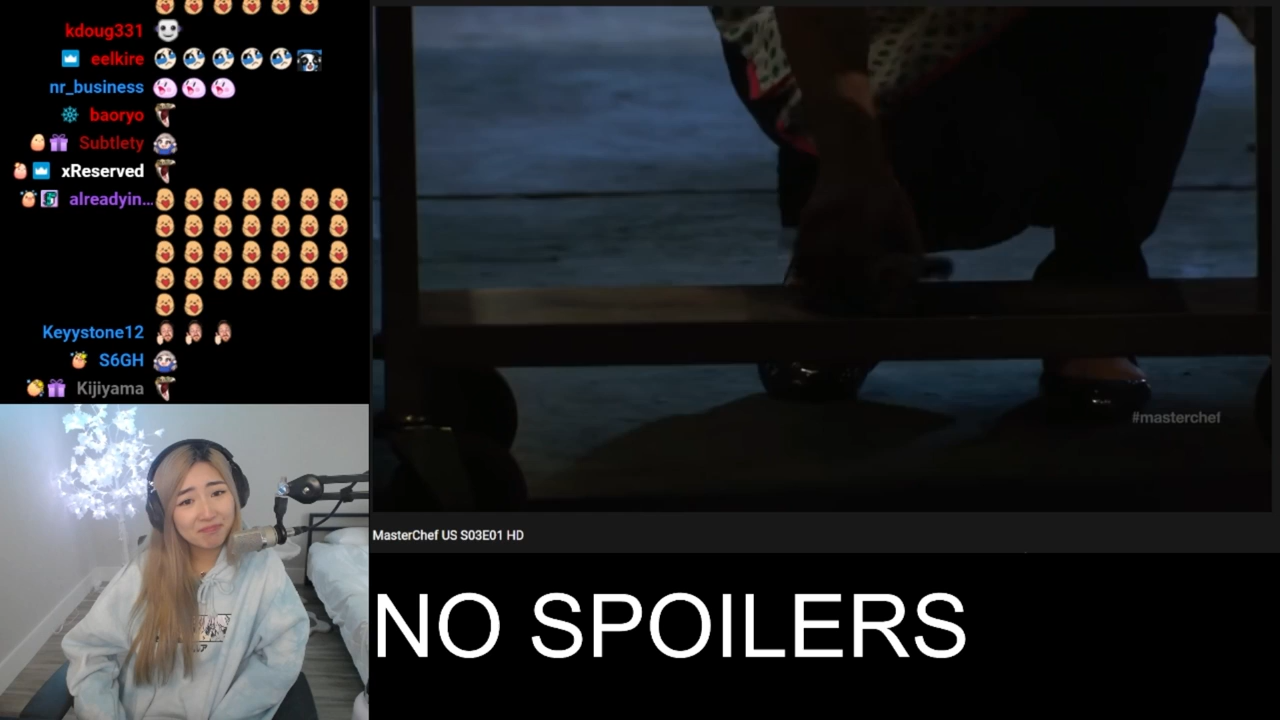 kdoug331
eelkire
nr_business
baoryo
Subtlety
xReserved
alreadyin...
Keyystone12
S6GH
Kijiyama
#masterchef
MasterChef US S03E01 HD
NO SPOILERS